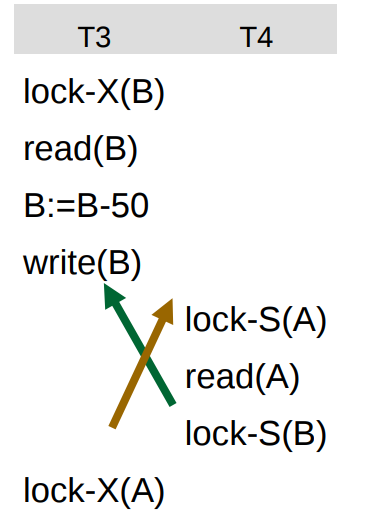 T3 T4
lock-X(B)
read(B)
B:=B-50
write(B)
lock-S(A)
read(A)
lock-S(B)
lock-X(A)